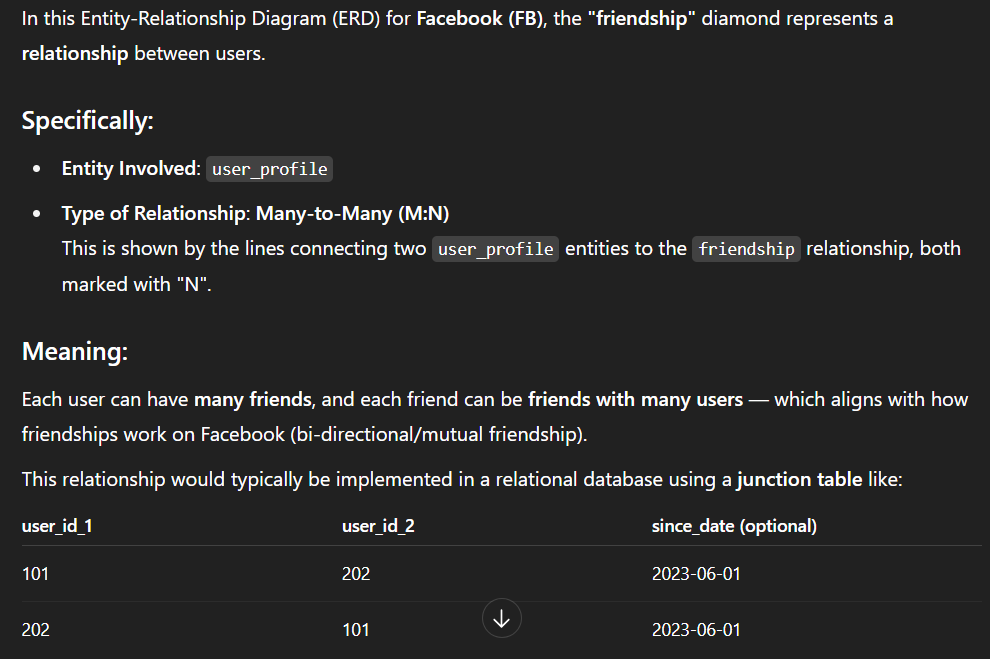 In this Entity-Relationship Diagram (ERD) for Facebook (FB), the "friendship" diamond represents a
relationship between users.
Specifically:
• Entity Involved: user_profile
• Type of Relationship: Many-to-Many (M:N)
This is shown by the lines connecting two user_profile entities to the friendship relationship, both
marked with "N".
Meaning:
Each user can have many friends, and each friend can be friends with many users — which aligns with how
friendships work on Facebook (bi-directional/mutual friendship).
This relationship would typically be implemented in a relational database using a junction table like:
user_id_1 user_id_2 since_date (optional)
101 202 2023-06-01
202 101 2023-06-01